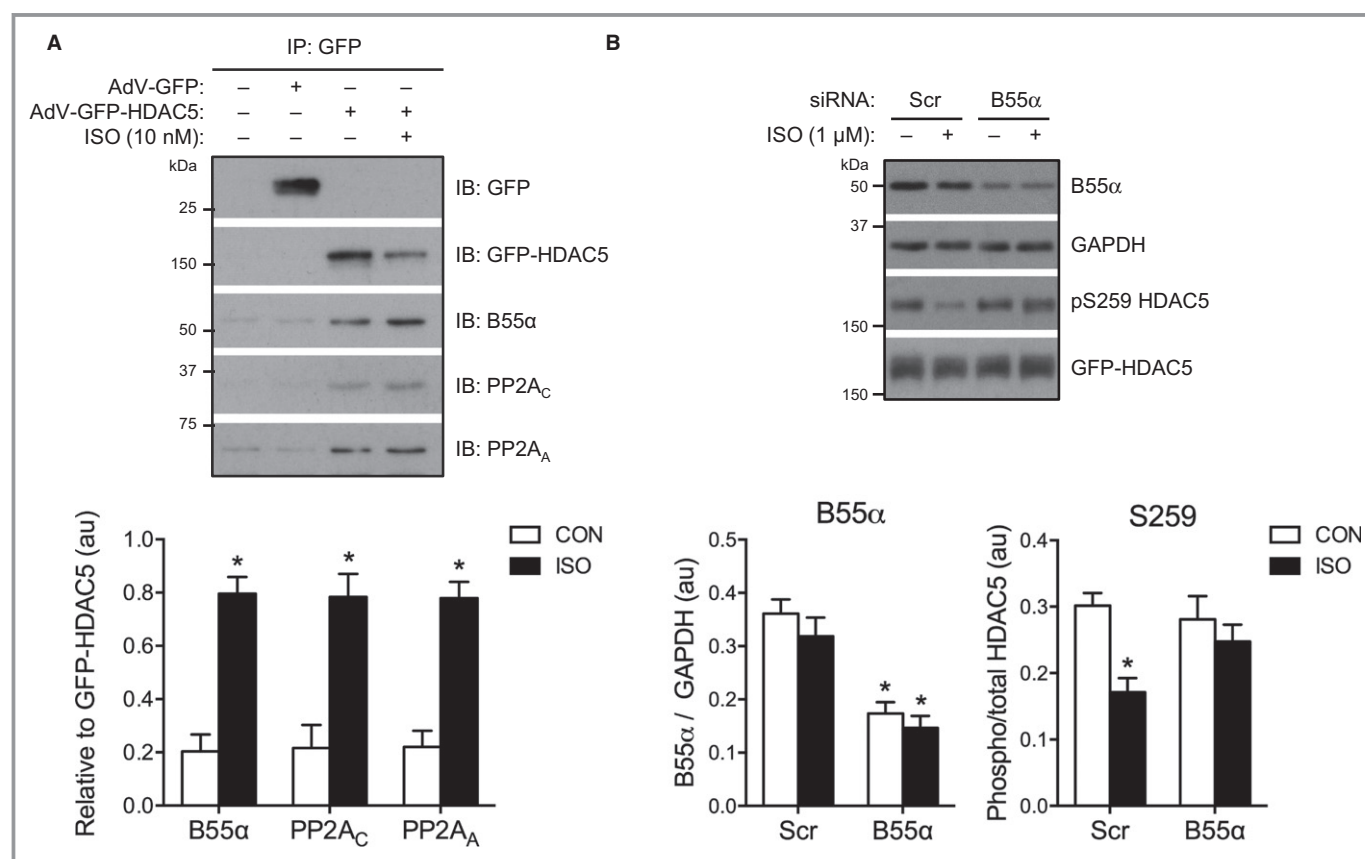 A
IP: GFP
AdV-GFP: – + – –
AdV-GFP-HDAC5: – – + +
ISO (10 nM): – – – +
kDa
IB: GFP
25
IB: GFP-HDAC5
150
IB: B55α
50
37
IB: PP2AC
75
IB: PP2AA
Relative to GFP-HDAC5 (au)
1.0
0.8
0.6
0.4
0.2
0.0
* * *
B55α PP2AC PP2AA
CON
ISO
B
siRNA: Scr B55α
ISO (1 µM): – + – +
kDa
50
B55α
37
GAPDH
pS259 HDAC5
150
GFP-HDAC5
150
B55α
B55α / GAPDH (au)
0.5
0.4
0.3
0.2
0.1
0.0
* *
Scr B55α
S259
Phospho/total HDAC5 (au)
0.4
0.3
0.2
0.1
0.0
*
Scr B55α
CON
ISO